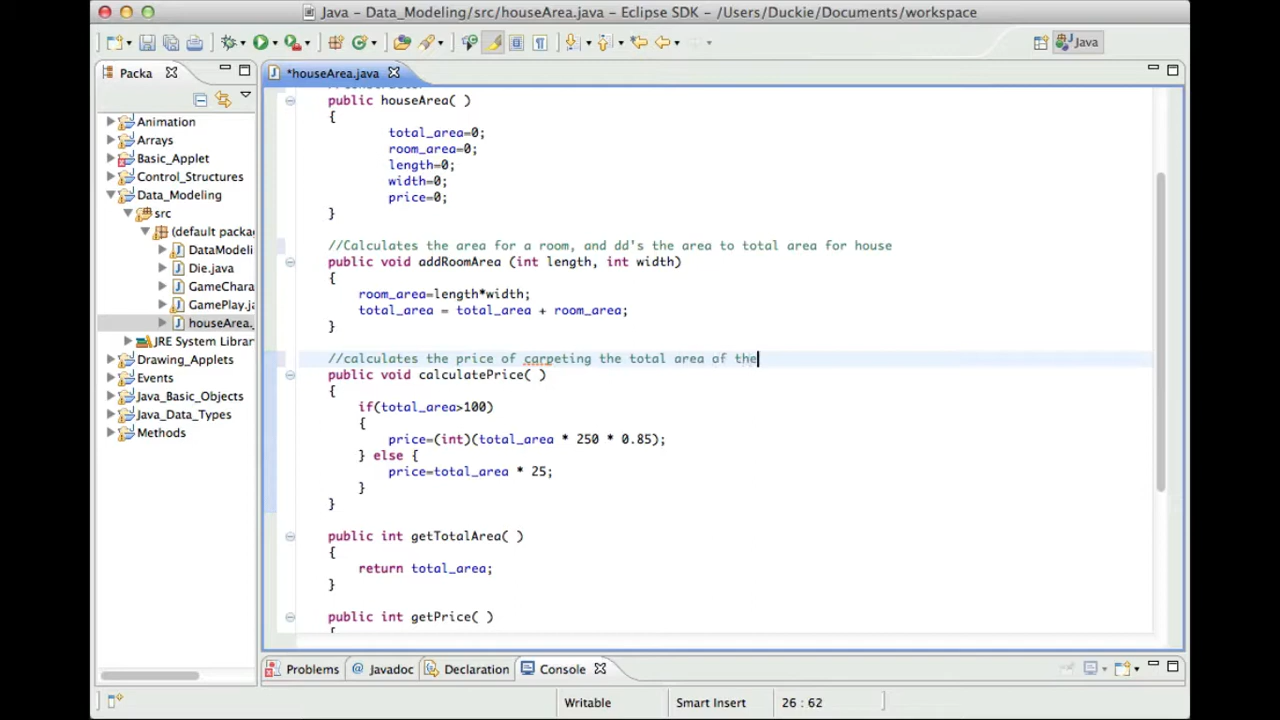 Java - Data_Modeling/src/houseArea.java - Eclipse SDK - /Users/Duckie/Documents/workspace
Java
Packa
*houseArea.java
Animation
Arrays
Basic_Applet
Control_Structures
Data_Modeling
src
(default packa
DataModeli
Die.java
GameChara
GamePlay.ja
houseArea.
JRE System Librar
Drawing_Applets
Events
Java_Basic_Objects
Java_Data_Types
Methods
public houseArea( )
{
total_area=0;
room_area=0;
length=0;
width=0;
price=0;
}
//Calculates the area for a room, and dd's the area to total area for house
public void addRoomArea (int length, int width)
{
room_area=length*width;
total_area = total_area + room_area;
}
//calculates the price of carpeting the total area of the
public void calculatePrice( )
{
if(total_area>100)
{
price=(int)(total_area * 250 * 0.85);
} else {
price=total_area * 25;
}
}
public int getTotalArea( )
{
return total_area;
}
public int getPrice( )
{
Problems
@ Javadoc
Declaration
Console
Writable
Smart Insert
26 : 62